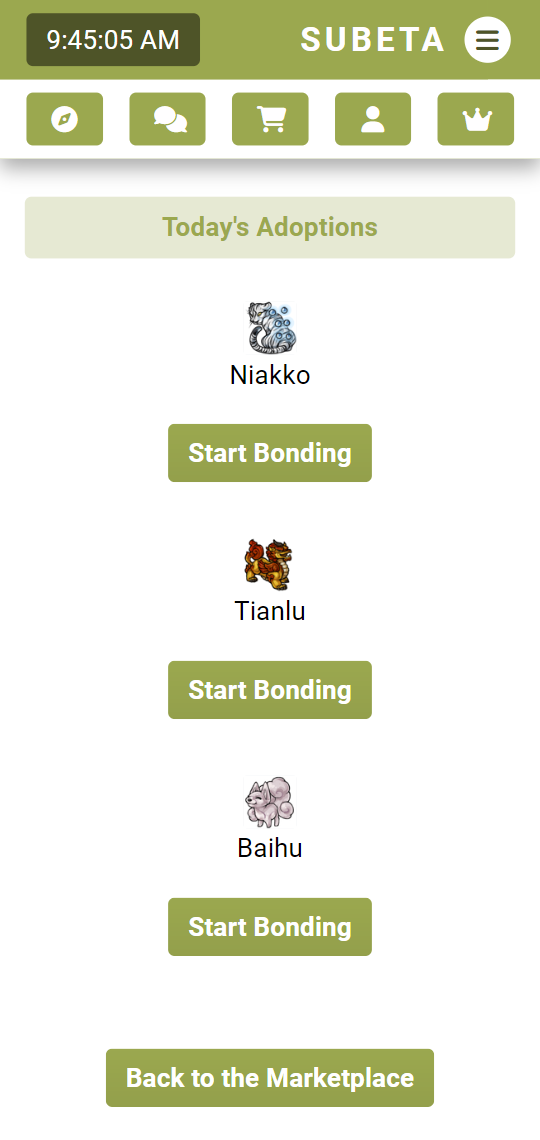 9:45:05 AM
SUBETA
Today's Adoptions
Niakko
Start Bonding
Tianlu
Start Bonding
Baihu
Start Bonding
Back to the Marketplace